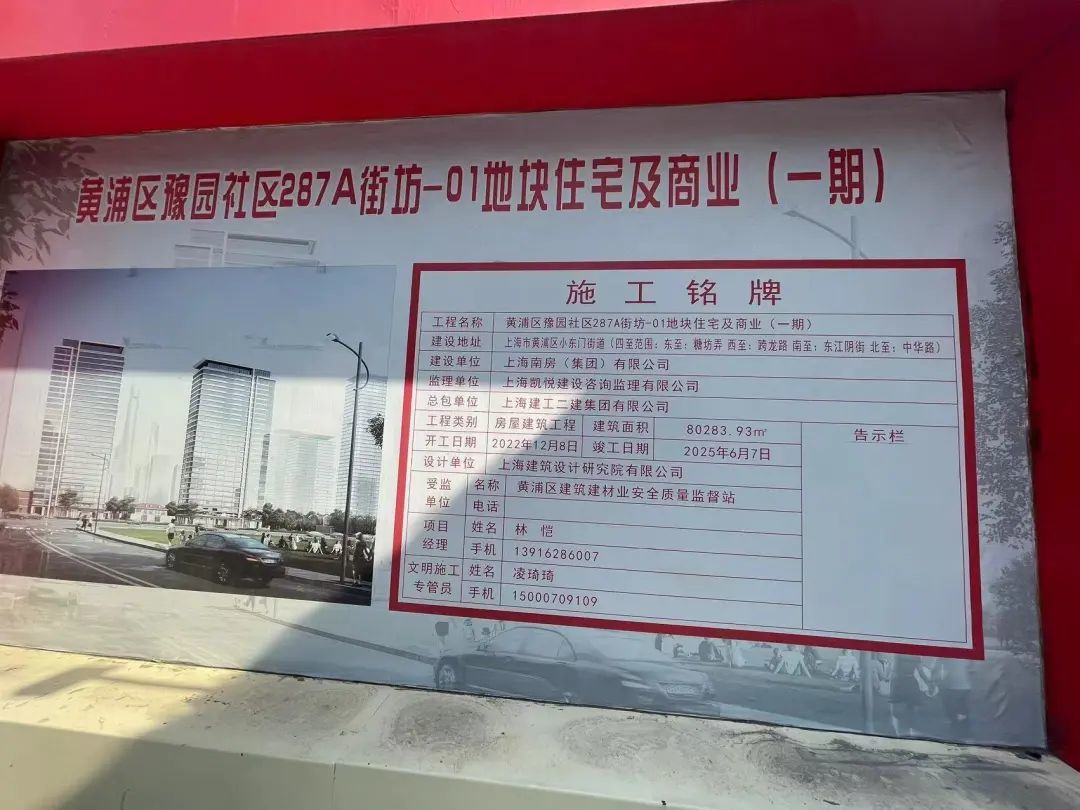 黄浦区豫园社区287A街坊-01地块住宅及商业（一期）
施工铭牌
工程名称 黄浦区豫园社区287A街坊-01地块住宅及商业（一期）
建设地址 上海市黄浦区小东门街道（四至范围：东至：糖坊弄 西至：跨龙路 南至：东江阴街 北至：中华路）
建设单位 上海南房（集团）有限公司
监理单位 上海凯悦建设咨询监理有限公司
总包单位 上海建工二建集团有限公司
工程类别 房屋建筑工程 建筑面积 80283.93㎡ 告示栏
开工日期 2022年12月8日 竣工日期 2025年6月7日
设计单位 上海建筑设计研究院有限公司
受监单位 名称 黄浦区建筑建材业安全质量监督站
电话
项目经理 姓名 林恺
手机 13916286007
文明施工专管员 姓名 凌琦琦
手机 15000709109